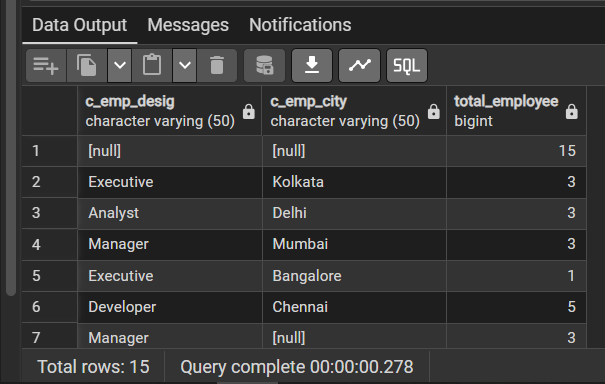 Data Output Messages Notifications
SQL
c_emp_desig c_emp_city total_employee
character varying (50) character varying (50) bigint
1 [null] [null] 15
2 Executive Kolkata 3
3 Analyst Delhi 3
4 Manager Mumbai 3
5 Executive Bangalore 1
6 Developer Chennai 5
7 Manager [null] 3
Total rows: 15 Query complete 00:00:00.278